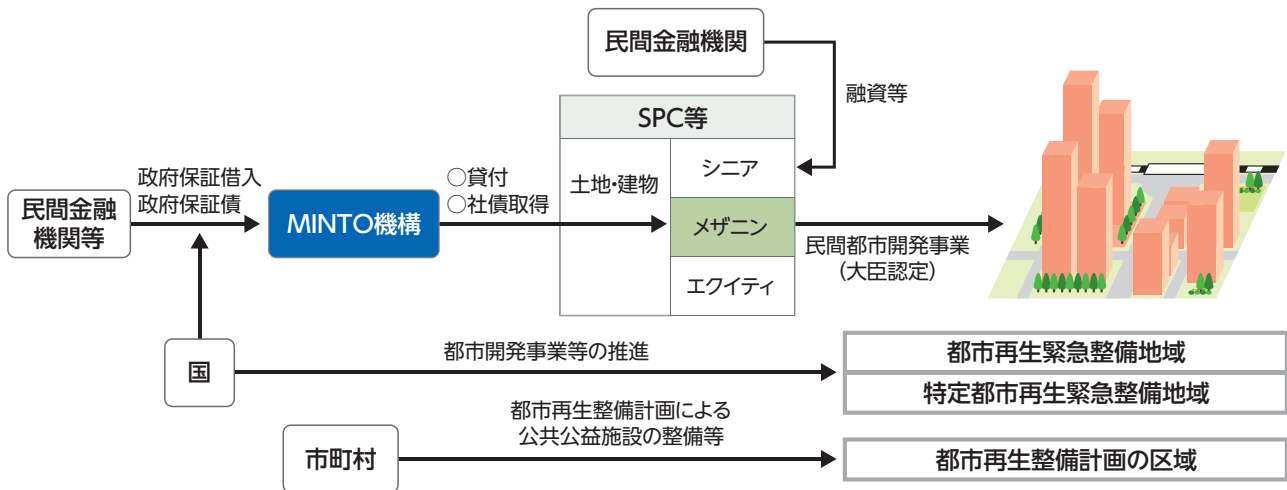 民間金融機関
融資等
SPC等
政府保証借入
政府保証債
○貸付
○社債取得
土地・建物
シニア
民間金融
機関等
MINTO機構
メザニン
民間都市開発事業
（大臣認定）
エクイティ
国
都市開発事業等の推進
都市再生緊急整備地域
特定都市再生緊急整備地域
都市再生整備計画による
公共公益施設の整備等
市町村
都市再生整備計画の区域